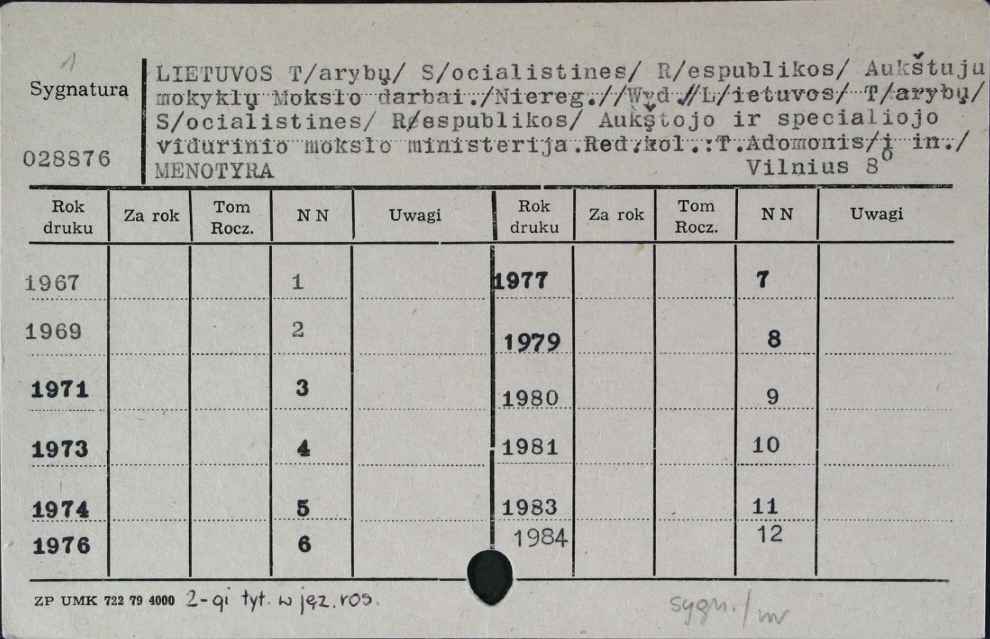 1
LIETUVOS T/arybų/ S/ocialistines/ R/espublikos/ Aukštuju
Sygnatura
mokyklų Mokslo darbai./Niereg.//Wyd.//L/ietuvos/ T/arybų/
S/ocialistines/ R/espublikos/ Aukštojo ir specialiojo
028876
vidurinio mokslo ministerija.Red.kol.:T.Adomonis/i in./
MENOTYRA Vilnius 8°
Rok druku Za rok Tom Rocz. N N Uwagi Rok druku Za rok Tom Rocz. N N Uwagi
1967 1 1977 7
1969 2 1979 8
1971 3 1980 9
1973 4 1981 10
1974 5 1983 11
1976 6 1984 12
ZP UMK 722 79 4000 2-gi tyt. w jęz. ros.
sygn./